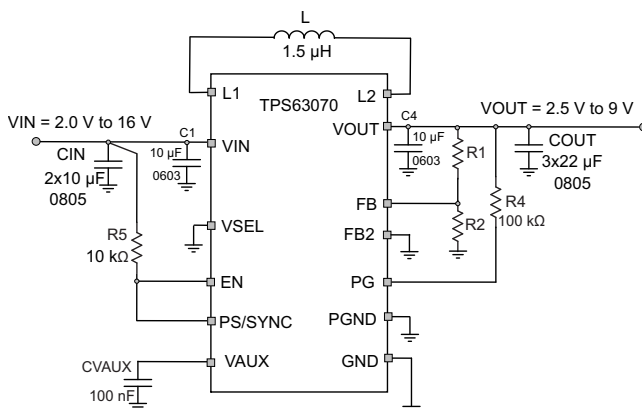 L
1.5 µH
L1
L2
TPS63070
VIN = 2.0 V to 16 V
VOUT = 2.5 V to 9 V
C1
VIN
VOUT
C4
CIN
10 µF
10 µF
COUT
2x10 µF
0603
0603
R1
3x22 µF
0805
0805
FB
R4
VSEL
R2
100 kΩ
R5
FB2
10 kΩ
EN
PG
PS/SYNC
PGND
VAUX
GND
CVAUX
100 nF